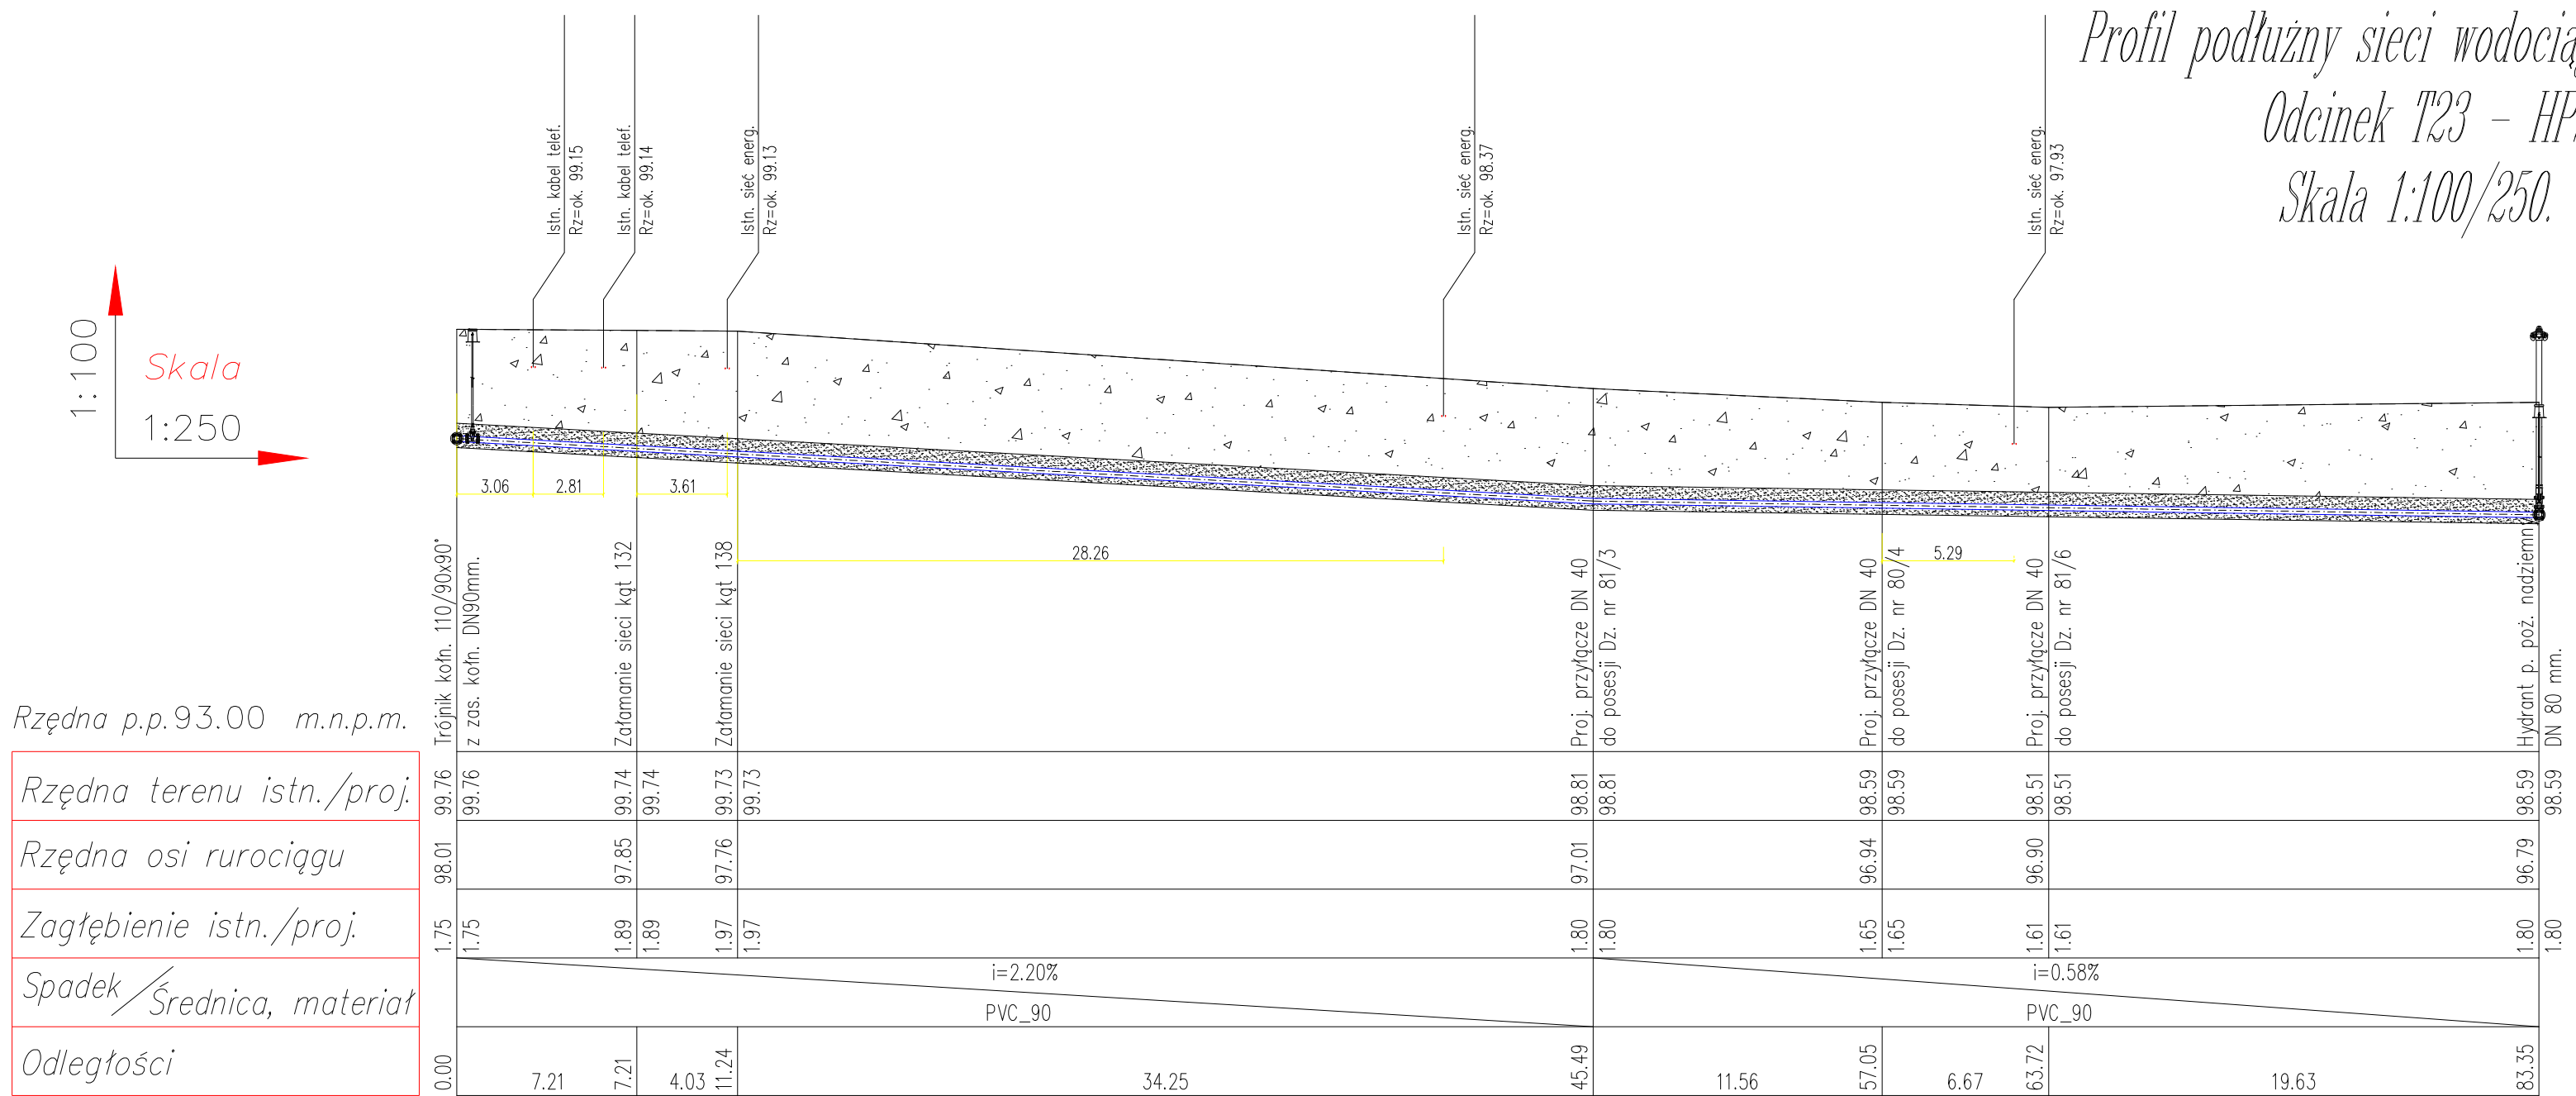 Profil podłużny sieci
Odcinek T23 -
Skala 1:100/250.
Istn. kabel telef.
Rz=ok. 99.15
Istn. kabel telef.
Rz=ok. 99.14
Istn. sieć energ.
Rz=ok. 99.13
Istn. sieć energ.
Rz=ok. 98.37
Istn. sieć energ.
Rz=ok. 97.93
1:100
Skala
1:250
3.06
2.81
3.61
28.26
5.29
Trójnik kołn. 110/90x90°
z zas. kołn. DN90mm.
Załamanie sieci kąt 132
Załamanie sieci kąt 138
Proj. przyłącze DN 40
do posesji Dz. nr 81/3
Proj. przyłącze DN 40
do posesji Dz. nr 80/4
Proj. przyłącze DN 40
do posesji Dz. nr 81/6
Hydrant p. poż. nadziemn
DN 80 mm.
Rzędna p.p.93.00 m.n.p.m.
Rzędna terenu istn./proj.
99.76
99.76
99.74
99.74
99.73
99.73
98.81
98.81
98.59
98.59
98.51
98.51
98.59
98.59
Rzędna osi rurociągu
98.01
97.85
97.76
97.01
96.94
96.90
96.79
Zagłębienie istn./proj.
1.75
1.75
1.89
1.89
1.97
1.97
1.80
1.80
1.65
1.65
1.61
1.61
1.80
1.80
Spadek/Średnica, materiał
i=2.20%
PVC_90
i=0.58%
PVC_90
Odległości
0.00
7.21
7.21
4.03
11.24
34.25
45.49
11.56
57.05
6.67
63.72
19.63
83.35